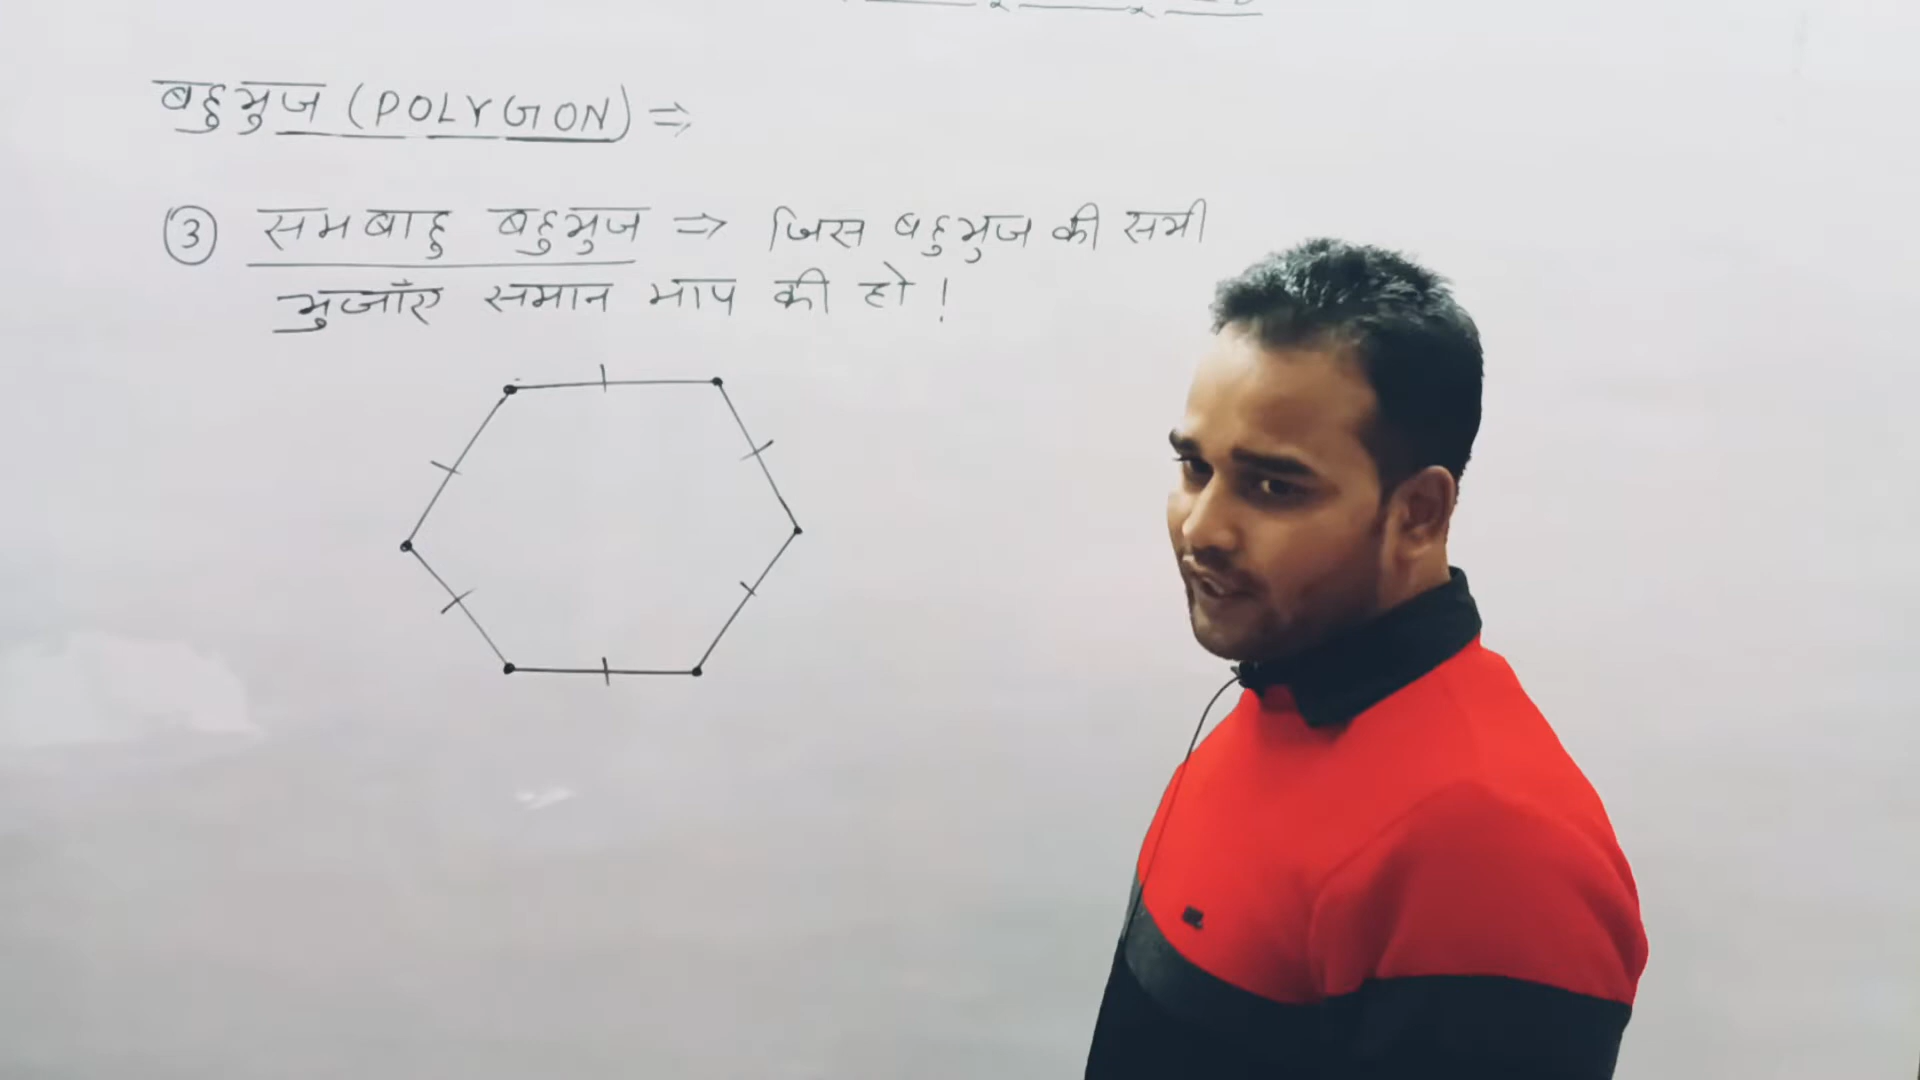 बहुभुज (POLYGON) ⇒
③ समबाहु बहुभुज ⇒ जिस बहुभुज की सभी
भुजाँए समान माप की हो !